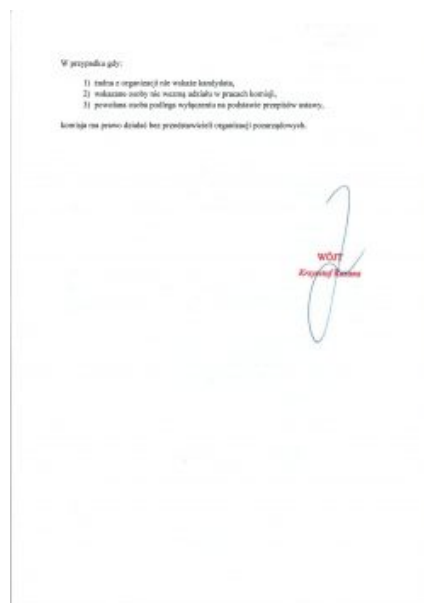 W przypadku gdy:
1) żadna z organizacji nie wskaże kandydata,
2) wskazane osoby nie wezmą udziału w pracach komisji,
3) powołana osoba podlega wyłączeniu na podstawie przepisów ustawy,
komisja ma prawo działać bez przedstawicieli organizacji pozarządowych.
WÓJT
Krzysztof